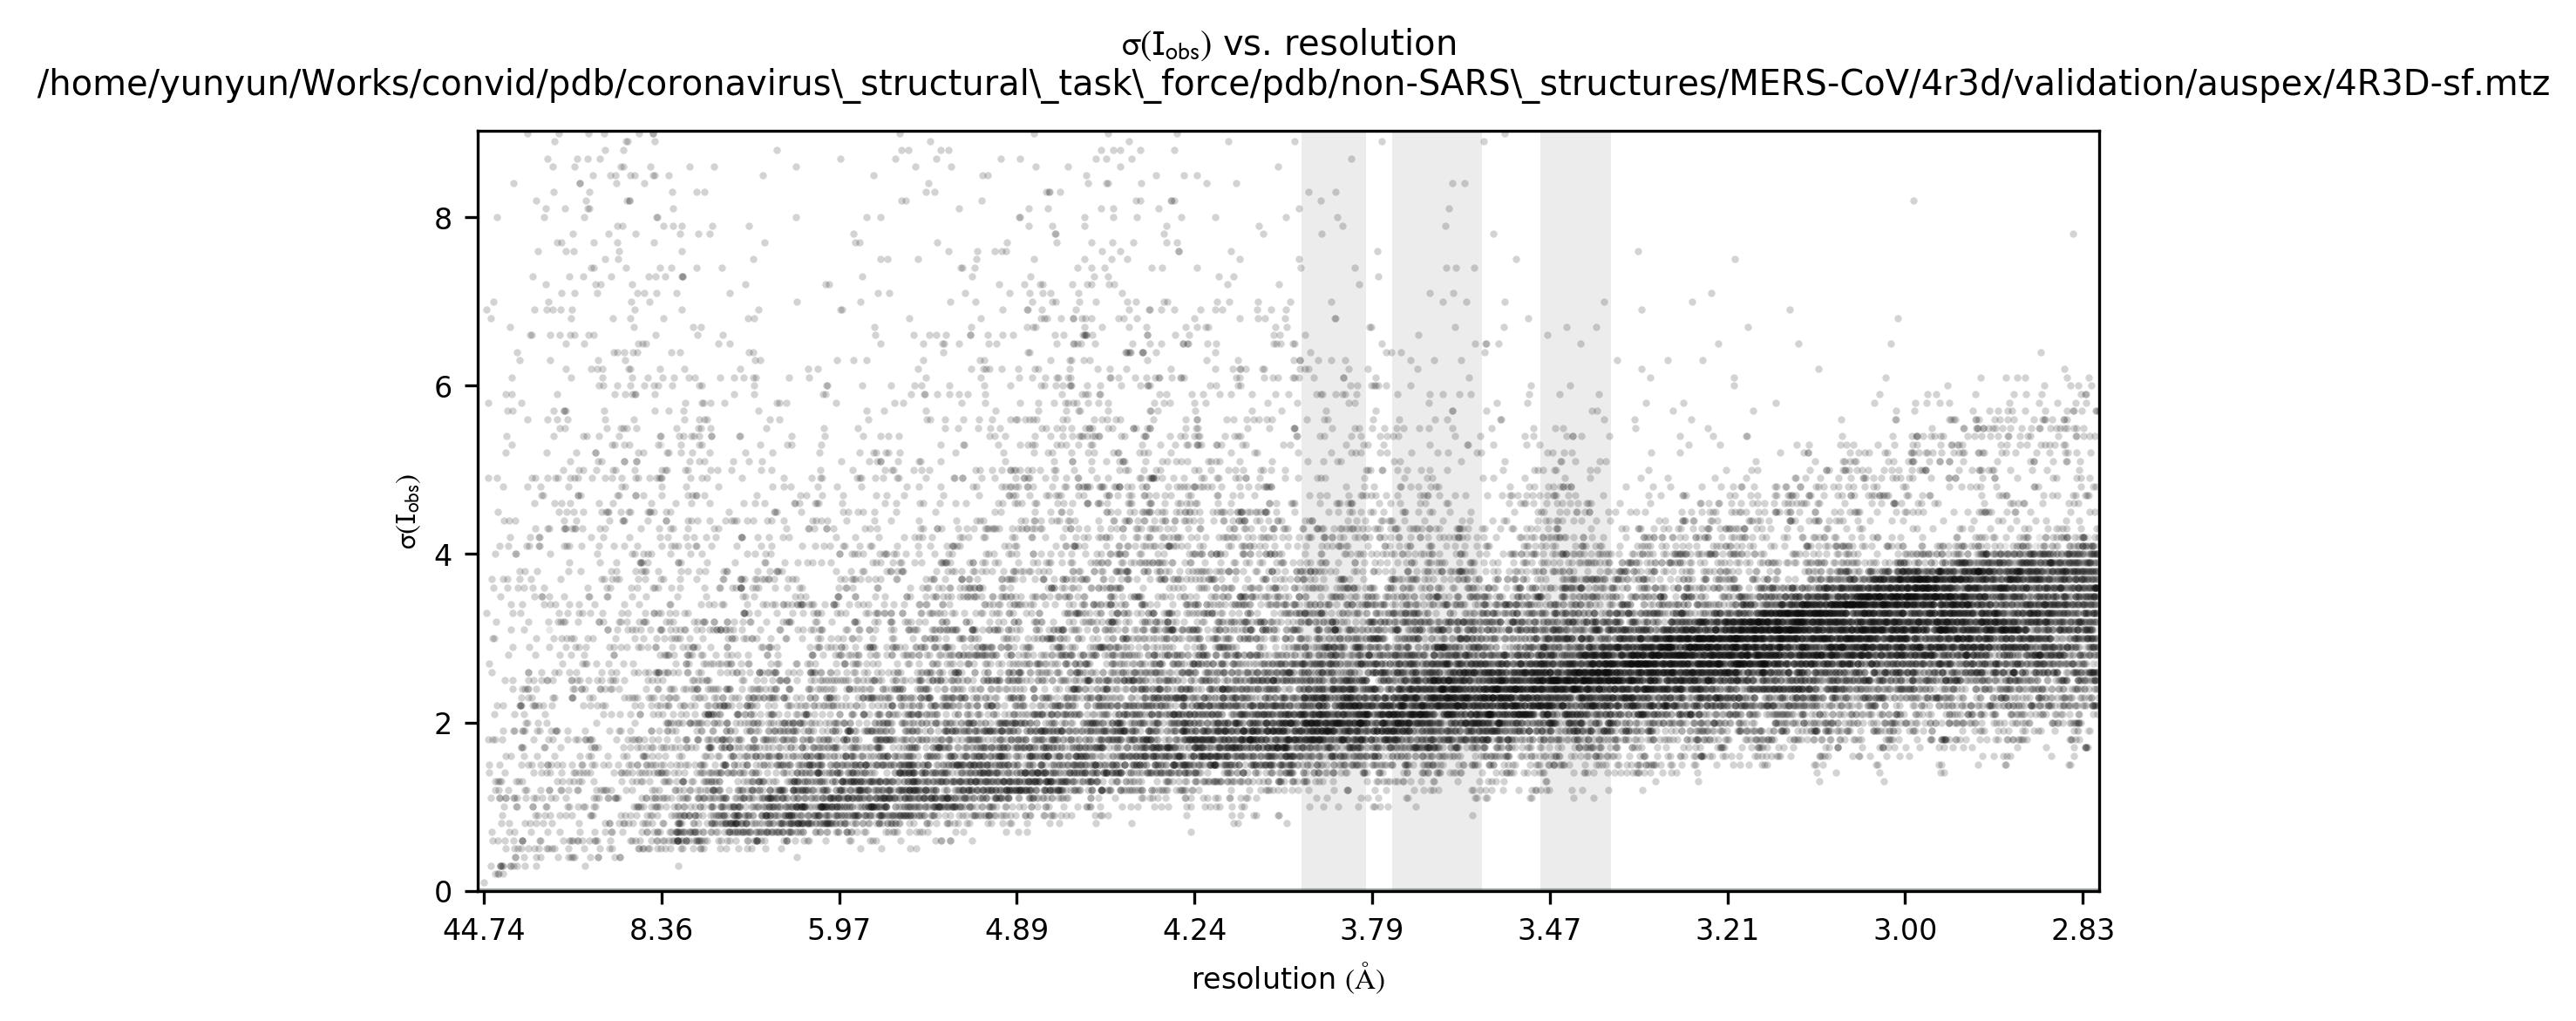 σ(I_obs) vs. resolution
/home/yunyun/Works/convid/pdb/coronavirus\_structural\_task\_force/pdb/non-SARS\_structures/MERS-CoV/4r3d/validation/auspex/4R3D-sf.mtz
σ(I_obs)
8
6
4
2
0
44.74 8.36 5.97 4.89 4.24 3.79 3.47 3.21 3.00 2.83
resolution (Å)